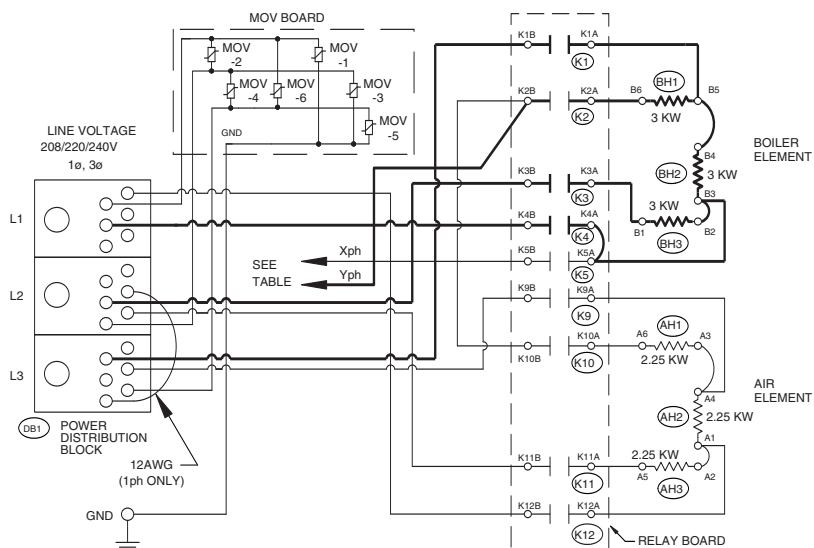 MOV BOARD
MOV
-2
MOV
-1
MOV
-4
MOV
-6
MOV
-3
MOV
-5
GND
LINE VOLTAGE
208/220/240V
1ø, 3ø
L1
L2
L3
DB1
POWER
DISTRIBUTION
BLOCK
12AWG
(1ph ONLY)
GND
SEE
TABLE
Xph
Yph
K1B
K1A
K1
K2B
K2A
K2
K3B
K3A
K3
K4B
K4A
K4
K5B
K5A
K5
K9B
K9A
K9
K10B
K10A
K10
K11B
K11A
K11
K12B
K12A
K12
RELAY BOARD
B6
BH1
B5
3 KW
B4
BH2
3 KW
B3
3 KW
B1
BH3
B2
BOILER
ELEMENT
A6
AH1
A3
2.25 KW
A4
AH2
2.25 KW
A1
2.25 KW
A5
AH3
A2
AIR
ELEMENT